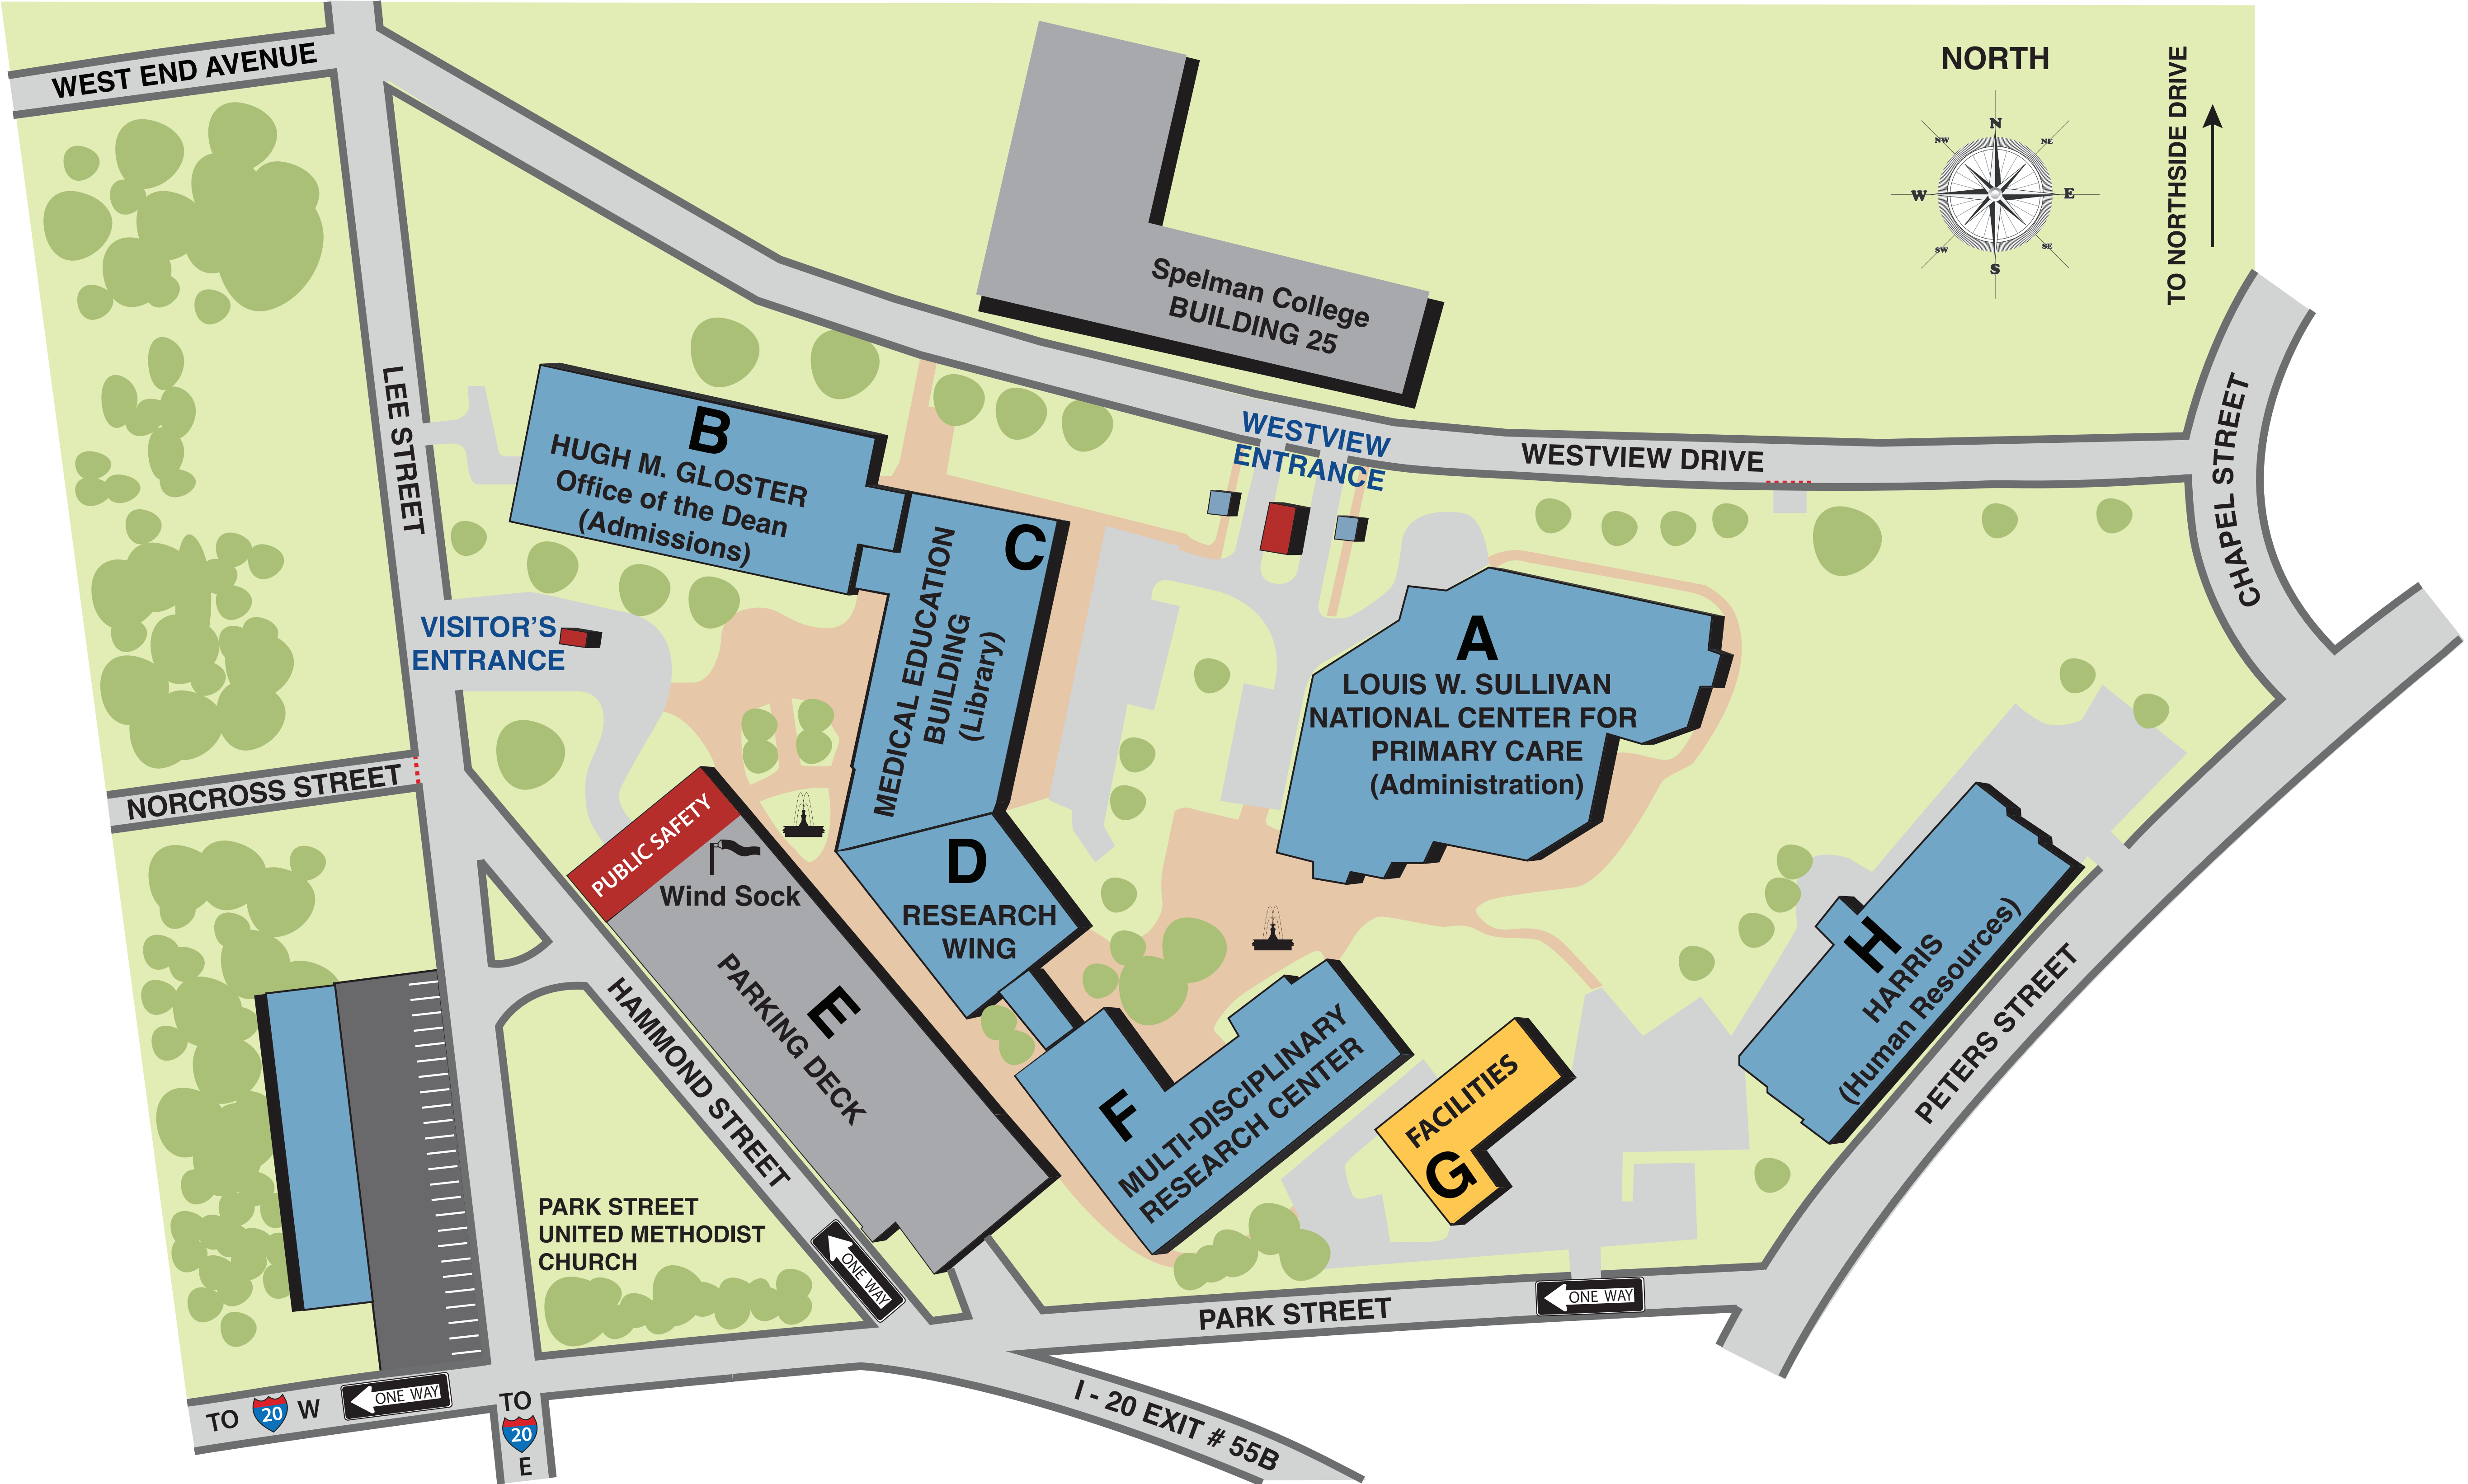 WEST END AVENUE
NORTH
N
NW
NE
W
E
SW
SE
S
TO NORTHSIDE DRIVE
Spelman College
BUILDING 25
LEE STREET
B
HUGH M. GLOSTER
Office of the Dean
(Admissions)
WESTVIEW
ENTRANCE
WESTVIEW DRIVE
CHAPEL STREET
C
MEDICAL EDUCATION
BUILDING
(Library)
VISITOR'S
ENTRANCE
A
LOUIS W. SULLIVAN
NATIONAL CENTER FOR
PRIMARY CARE
(Administration)
NORCROSS STREET
PUBLIC SAFETY
Wind Sock
D
RESEARCH
WING
E
PARKING DECK
HAMMOND STREET
F
MULTI-DISCIPLINARY
RESEARCH CENTER
FACILITIES
G
H
HARRIS
(Human Resources)
PETERS STREET
PARK STREET
UNITED METHODIST
CHURCH
ONE WAY
PARK STREET
ONE WAY
TO 20 W
ONE WAY
TO
20
E
I - 20 EXIT # 55B